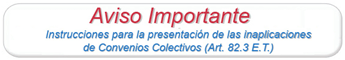 Aviso Importante
Instrucciones para la presentación de las inaplicaciones
de Convenios Colectivos (Art. 82.3 E.T.)